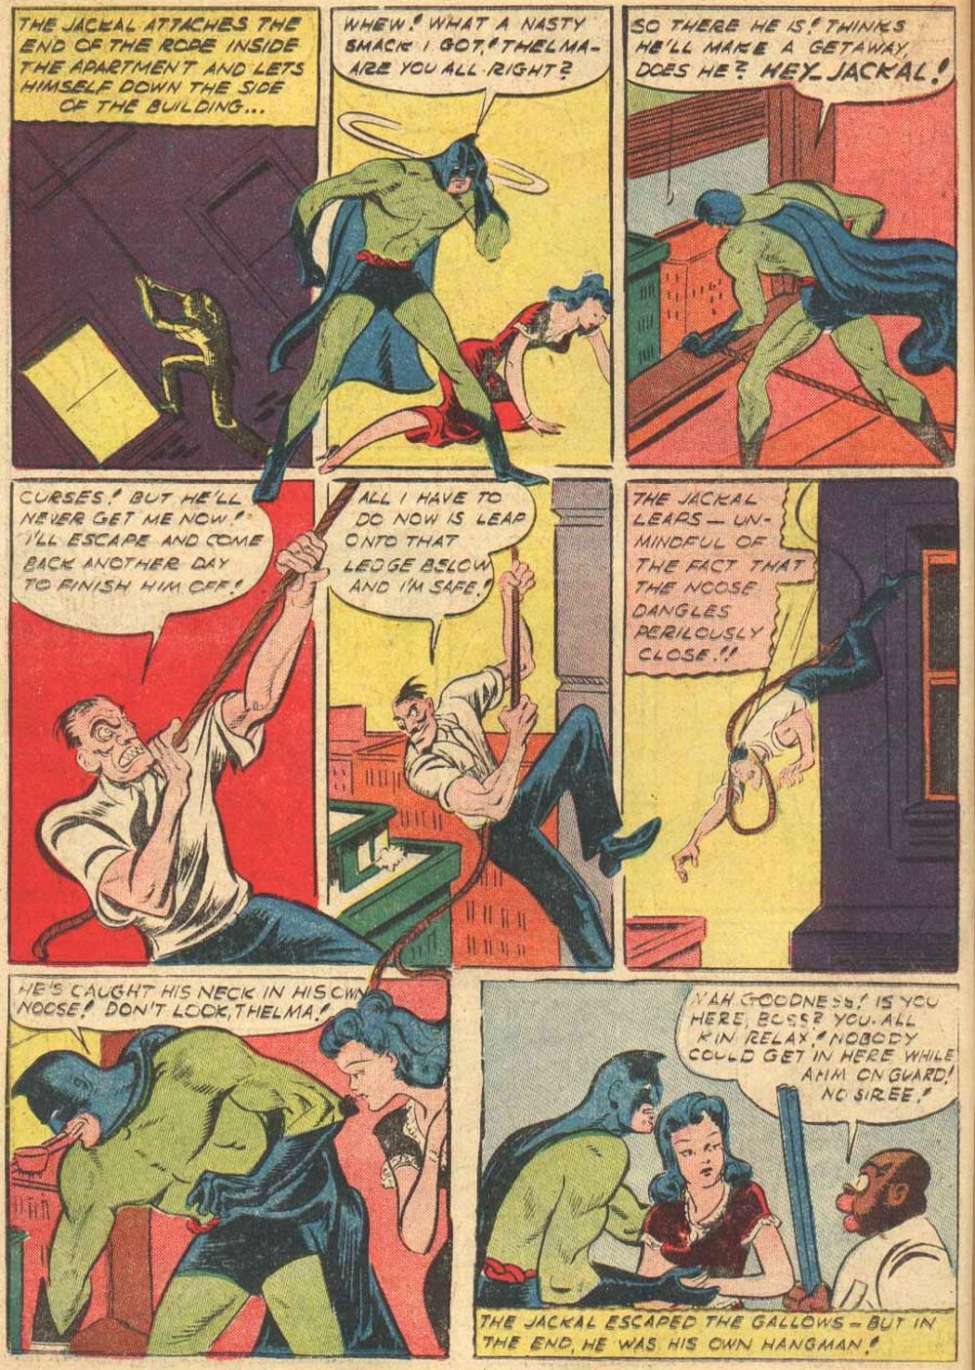 THE JACKAL ATTACHES THE
END OF THE ROPE INSIDE
THE APARTMENT AND LETS
HIMSELF DOWN THE SIDE
OF THE BUILDING...
WHEW! WHAT A NASTY
SMACK I GOT! THELMA-
ARE YOU ALL RIGHT?
SO THERE HE IS! THINKS
HE'LL MAKE A GETAWAY,
DOES HE? HEY- JACKAL!
CURSES! BUT HE'LL
NEVER GET ME NOW!
I'LL ESCAPE AND COME
BACK ANOTHER DAY
TO FINISH HIM OFF!
ALL I HAVE TO
DO NOW IS LEAP
ONTO THAT
LEDGE BELOW
AND I'M SAFE!
THE JACKAL
LEAPS - UN-
MINDFUL OF
THE FACT THAT
THE NOOSE
DANGLES
PERILOUSLY
CLOSE!!
HE'S CAUGHT HIS NECK IN HIS OWN
NOOSE! DON'T LOOK, THELMA!
MAH GOODNESS! IS YOU
HERE, BOSS? YOU-ALL
KIN RELAX! NOBODY
COULD GET IN HERE WHILE
AHM ON GUARD!
NO SIREE!
THE JACKAL ESCAPED THE GALLOWS - BUT IN
THE END, HE WAS HIS OWN HANGMAN!